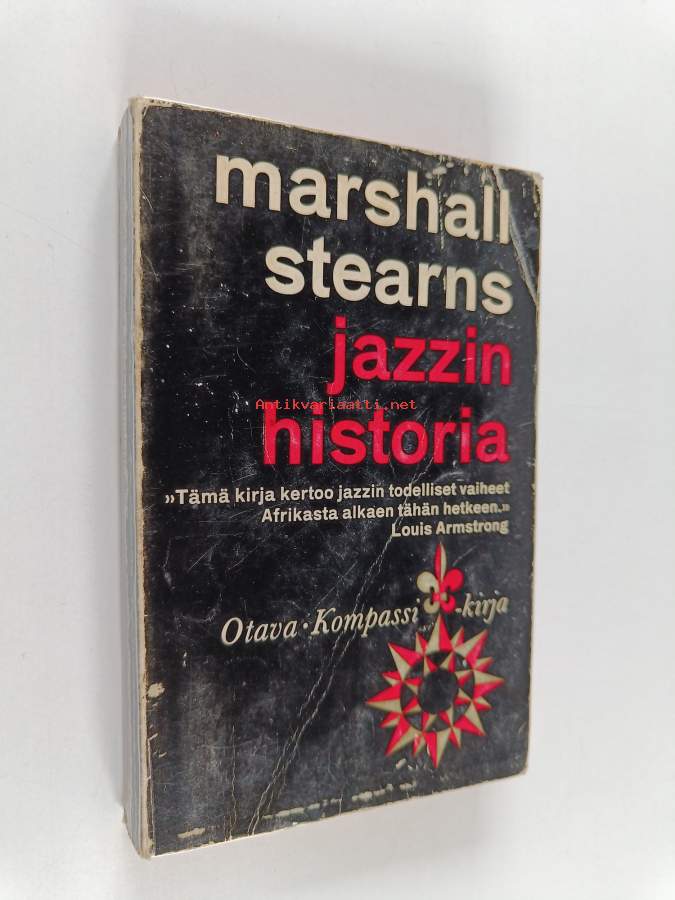 marshall
stearns
jazzin
Antikvariaatti.net
historia
»Tämä kirja kertoo jazzin todelliset vaiheet
Afrikasta alkaen tähän hetkeen.»
Louis Armstrong
Otava · Kompassi -kirja